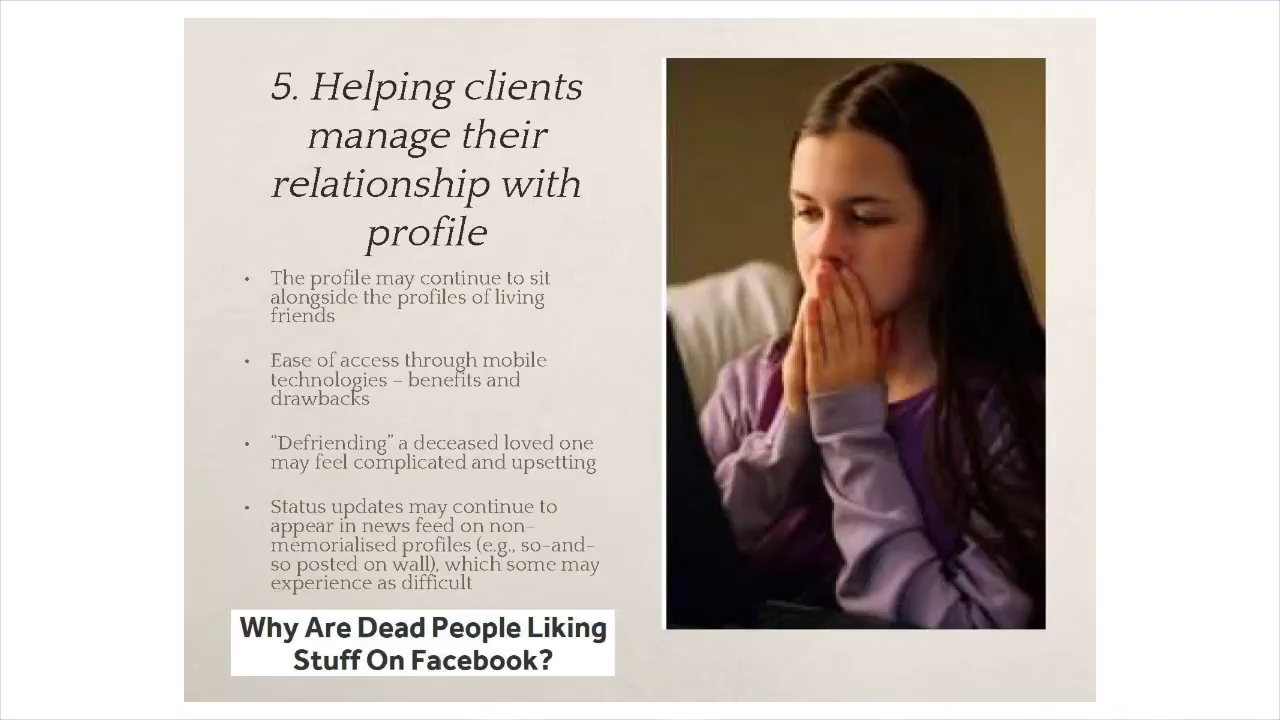 5. Helping clients
manage their
relationship with
profile
• The profile may continue to sit
alongside the profiles of living
friends
• Ease of access through mobile
technologies – benefits and
drawbacks
• “Defriending” a deceased loved one
may feel complicated and upsetting
• Status updates may continue to
appear in news feed on non-
memorialised profiles (e.g., so-and-
so posted on wall), which some may
experience as difficult
Why Are Dead People Liking
Stuff On Facebook?